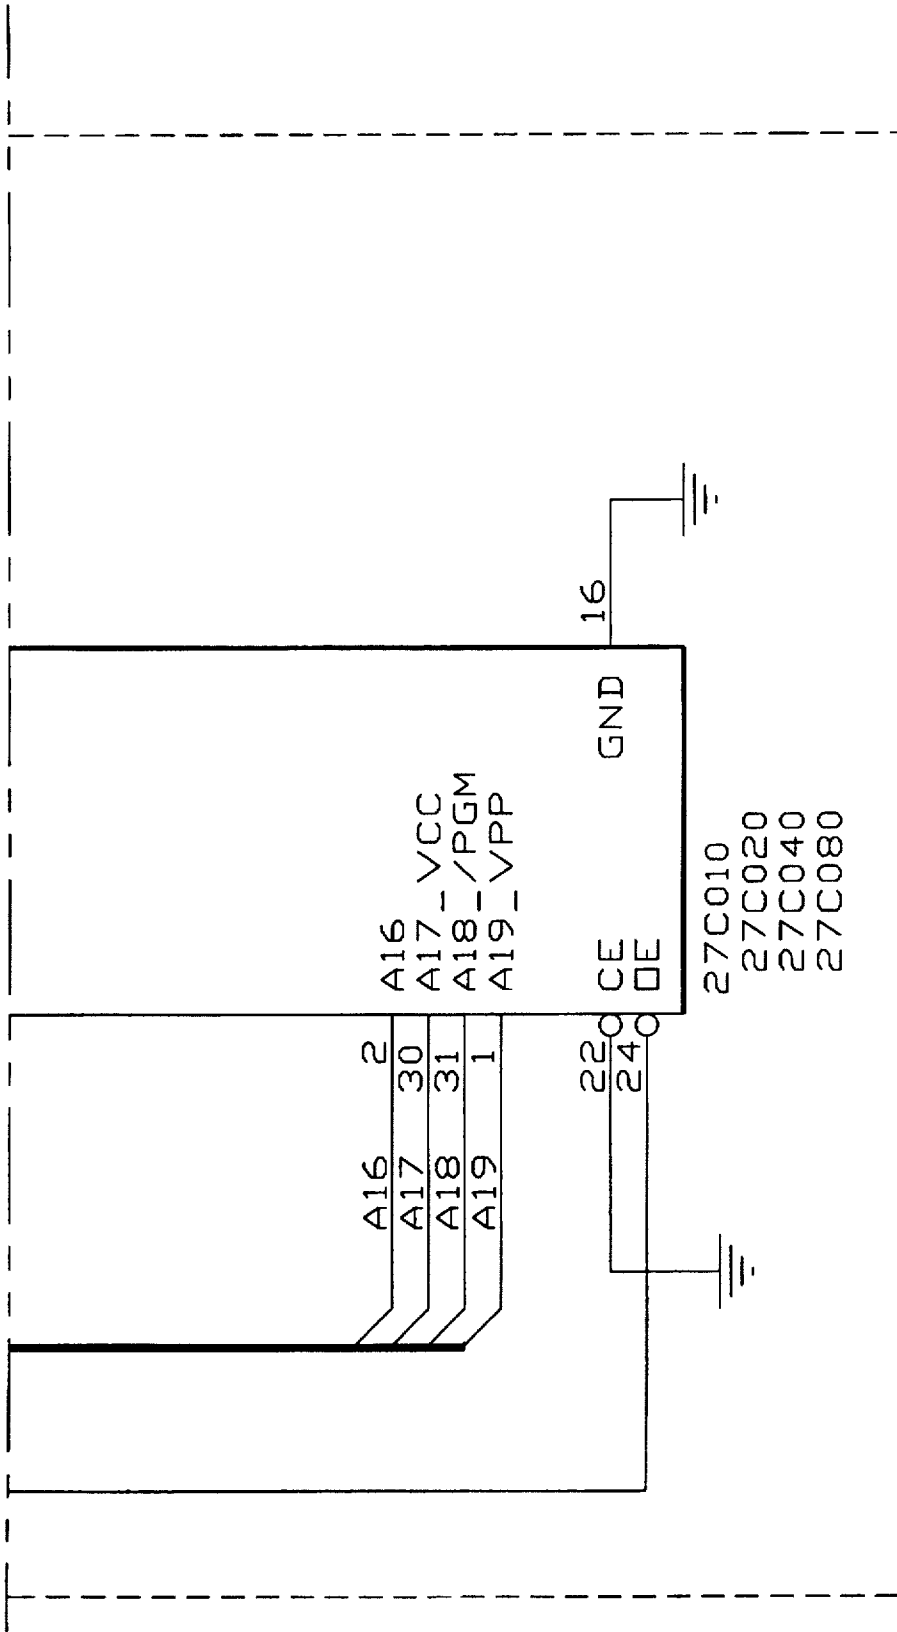 A16 2 A16
A17 30 A17_VCC
A18 31 A18_/PGM
A19 1 A19_VPP
22 CE GND 16
24 OE
27C010
27C020
27C040
27C080